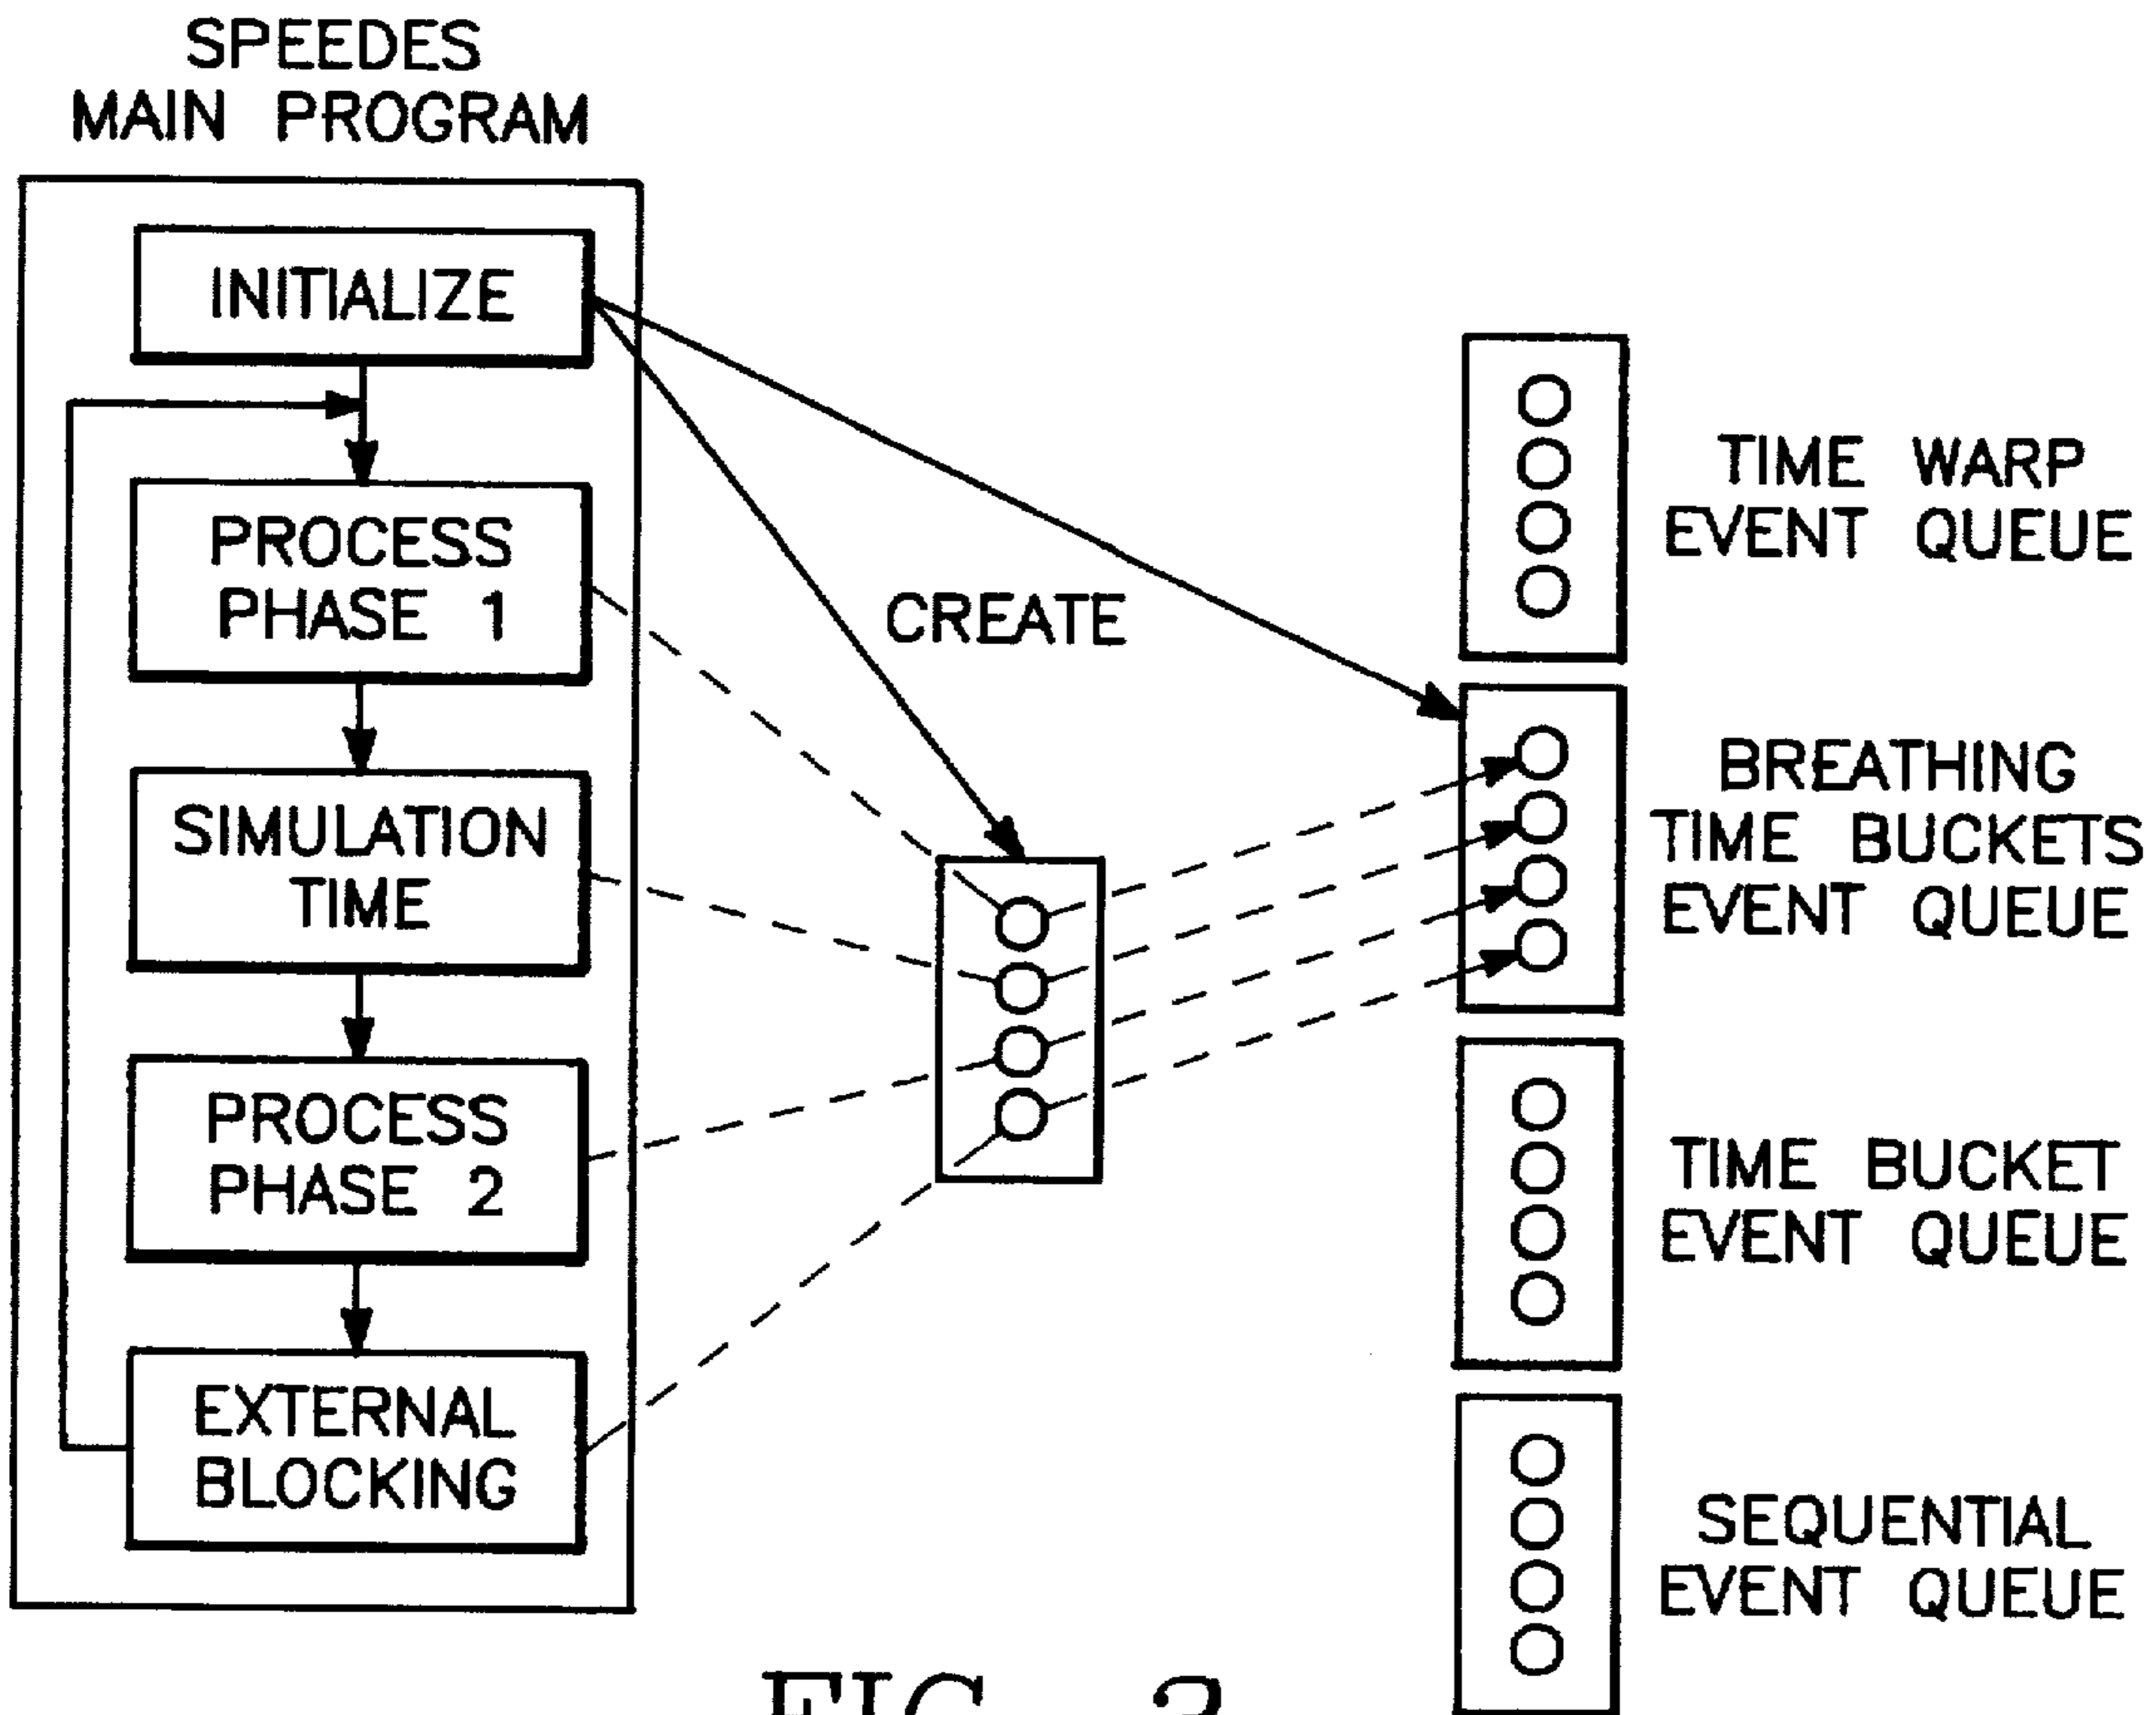 SPEEDES
MAIN PROGRAM
INITIALIZE
PROCESS
PHASE 1
SIMULATION
TIME
PROCESS
PHASE 2
EXTERNAL
BLOCKING
CREATE
TIME WARP
EVENT QUEUE
BREATHING
TIME BUCKETS
EVENT QUEUE
TIME BUCKET
EVENT QUEUE
SEQUENTIAL
EVENT QUEUE